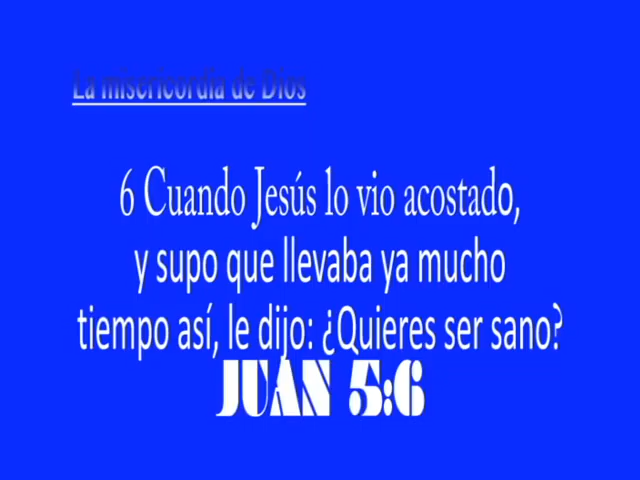 La misericordia de Dios
6 Cuando Jesús lo vio acostado,
y supo que llevaba ya mucho
tiempo así, le dijo: ¿Quieres ser sano?
JUAN 5:6